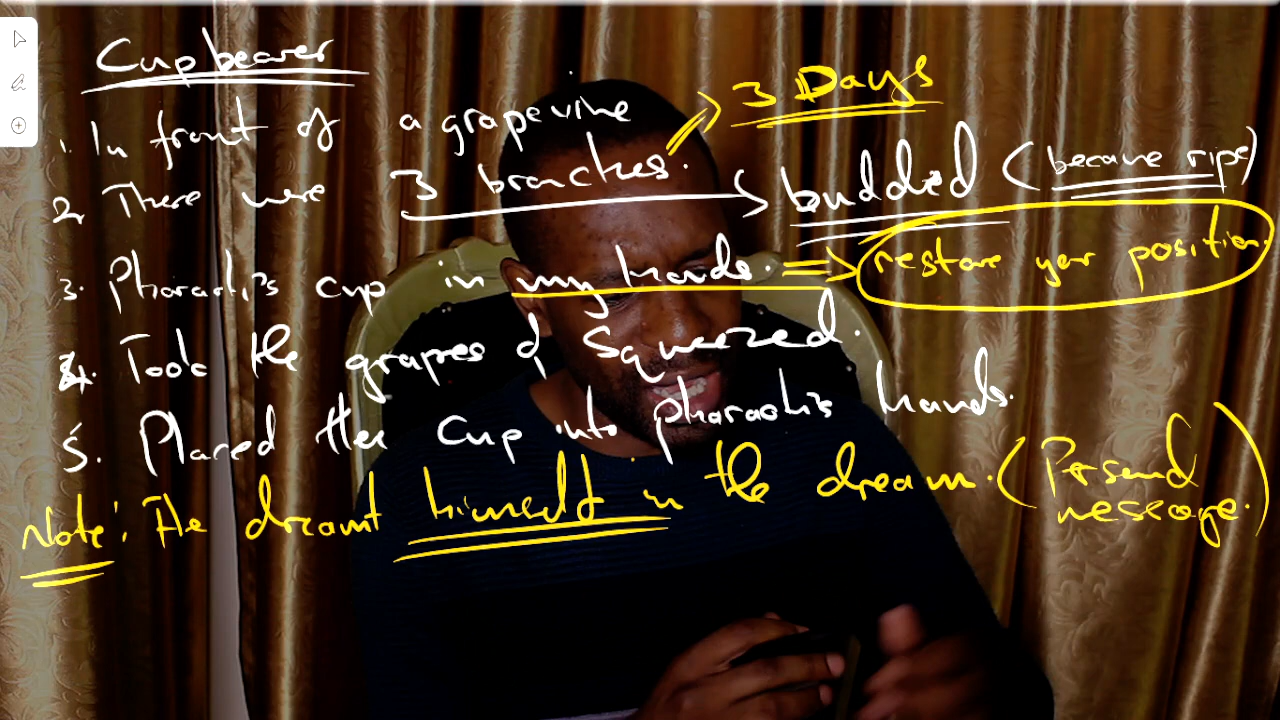 Cupbearer
1. In front of a grapevine
2. There were 3 branches. → budded (became ripe)
→ 3 Days
3. Pharaoh's cup in my hands. ⇒ restore your position.
4. Took the grapes & Squeezed.
5. Placed the cup into pharaoh's hands.
Note: He dreamt himself in the dream. (Personal message.)